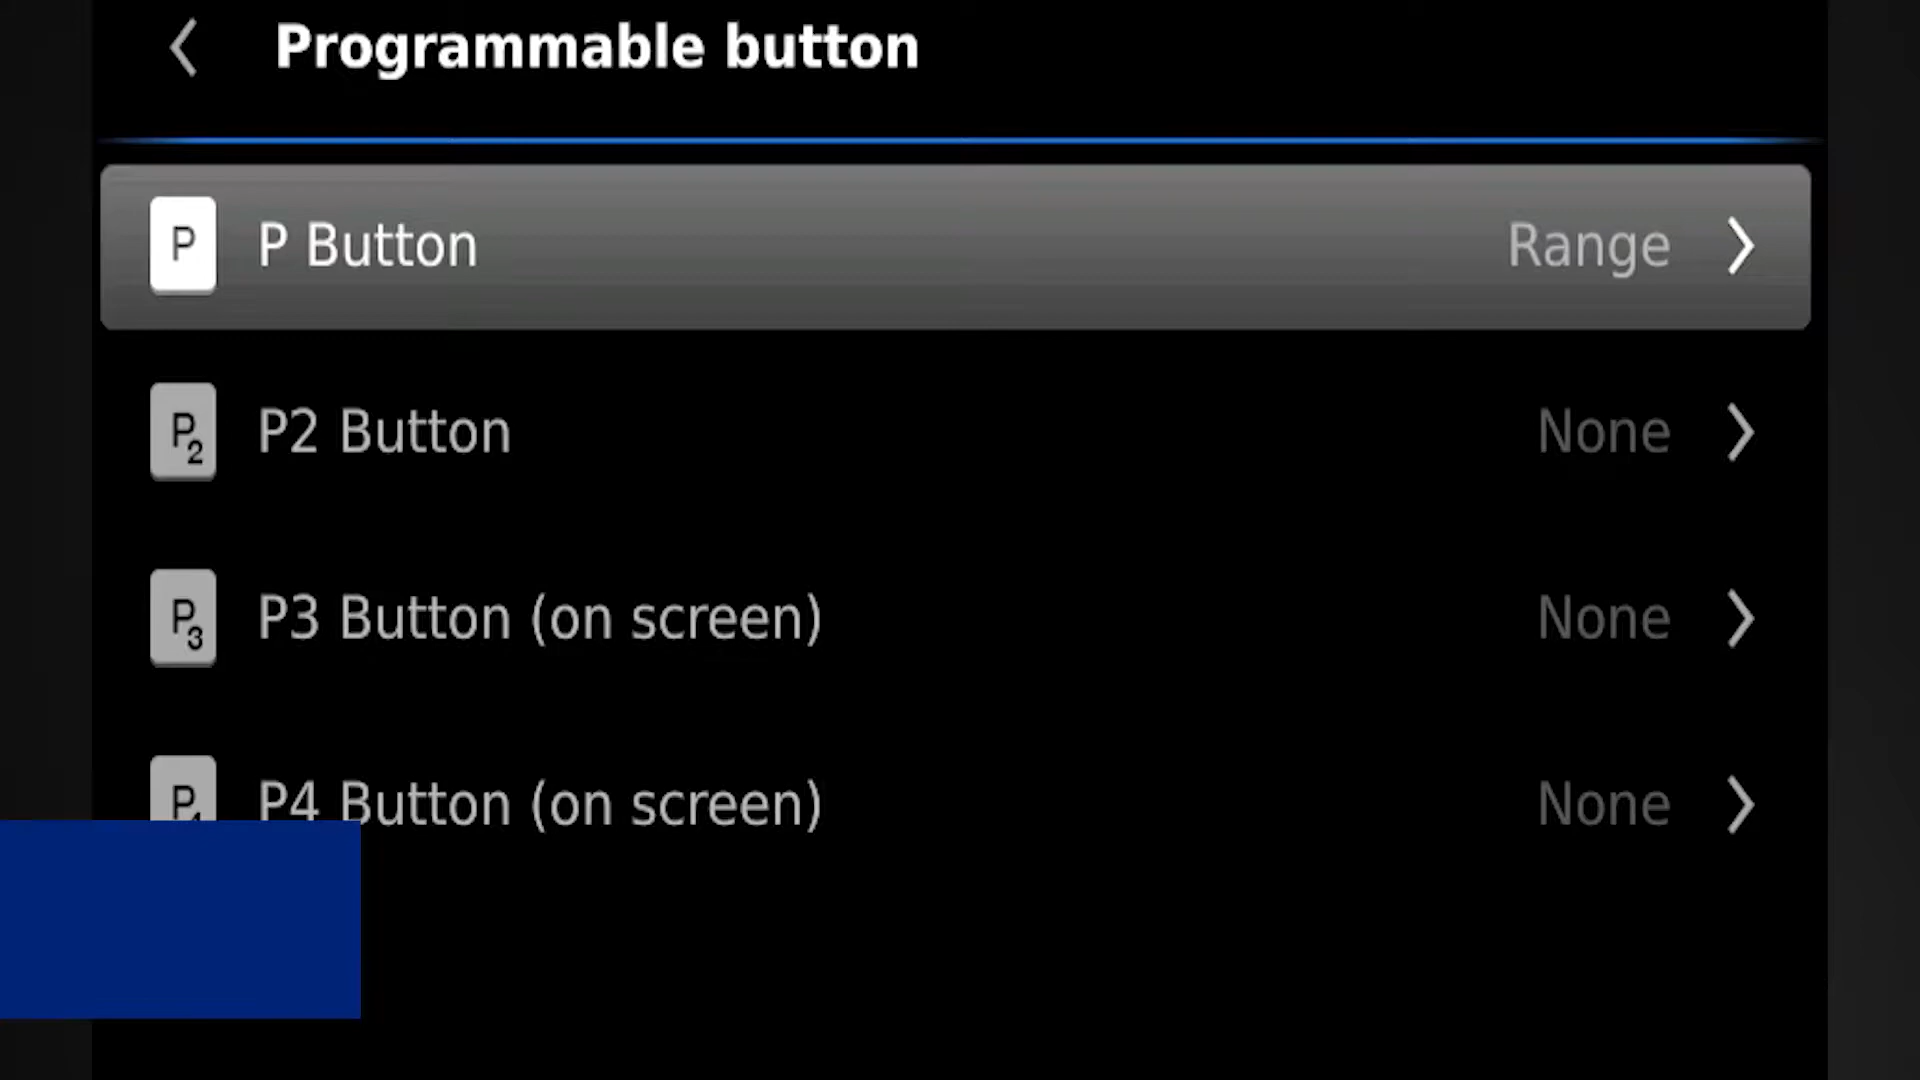 Programmable button
P P Button Range
P2 P2 Button None
P3 P3 Button (on screen) None
P4 Button (on screen) None